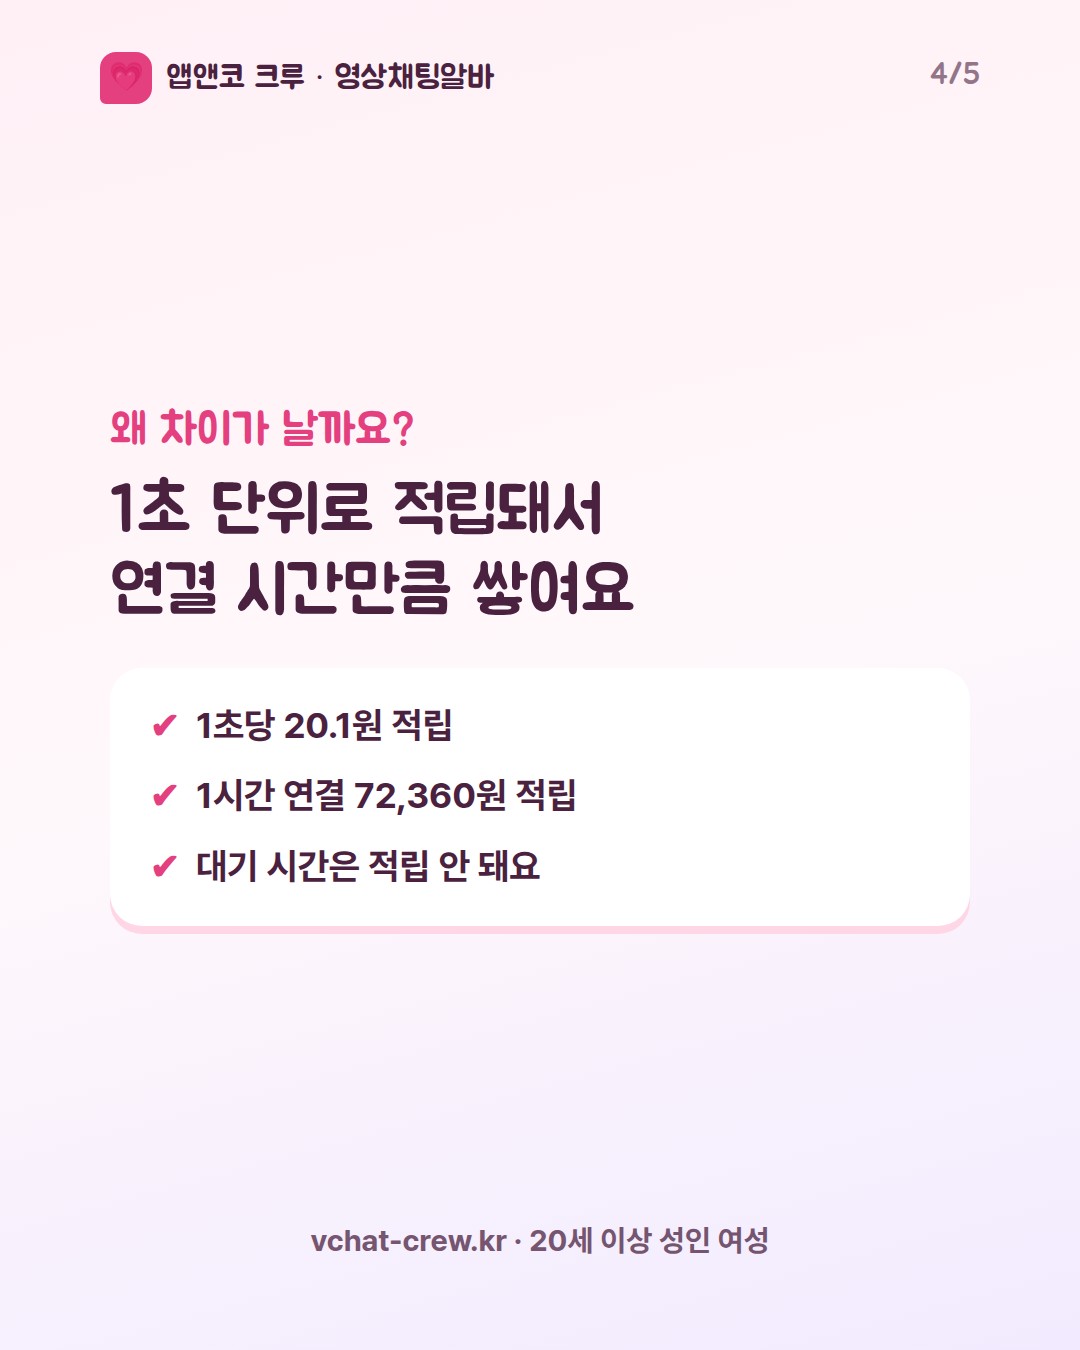 앱앤코 크루 · 영상채팅알바
4/5
왜 차이가 날까요?
1초 단위로 적립돼서
연결 시간만큼 쌓여요
✔ 1초당 20.1원 적립
✔ 1시간 연결 72,360원 적립
✔ 대기 시간은 적립 안 돼요
vchat-crew.kr · 20세 이상 성인 여성